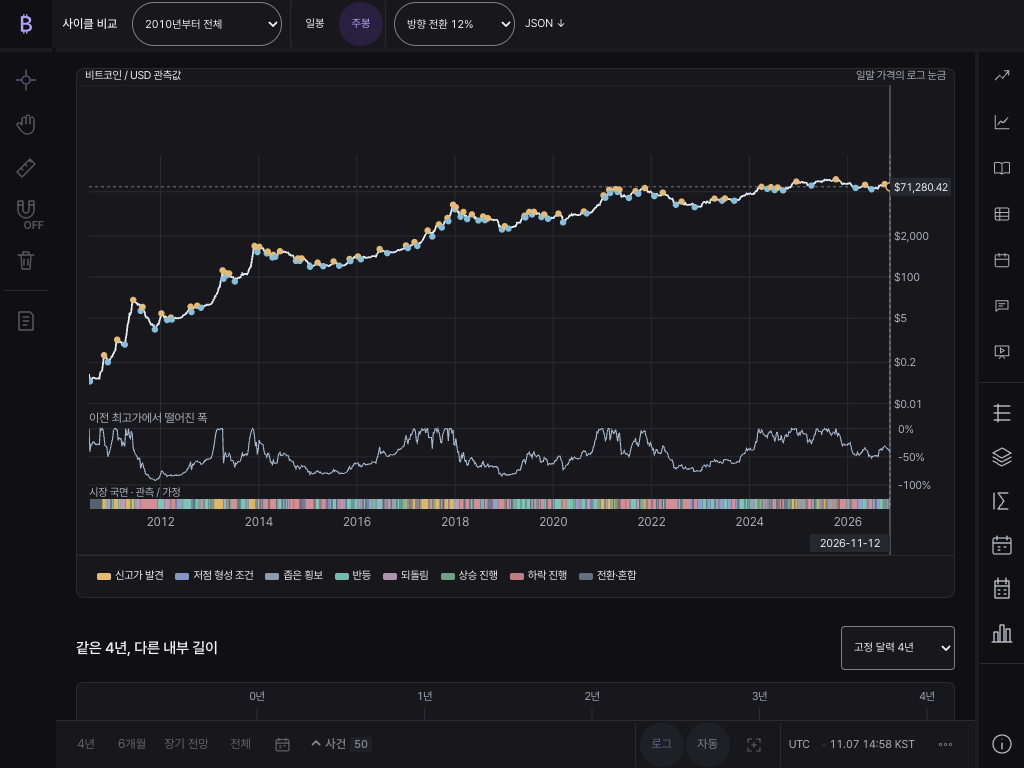 사이클 비교
2010년부터 전체
일봉
주봉
방향 전환 12%
JSON ↓
비트코인 / USD 관측값
일말 가격의 로그 눈금
OFF
$71,280.42
$2,000
$100
$5
$0.2
$0.01
이전 최고가에서 떨어진 폭
0%
-50%
-100%
시장 국면 · 관측 / 가정
2012 2014 2016 2018 2020 2022 2024 2026
2026-11-12
신고가 발견 저점 형성 조건 좁은 횡보 반등 되돌림 상승 진행 하락 진행 전환·혼합
같은 4년, 다른 내부 길이
고정 달력 4년
0년 1년 2년 3년 4년
4년 6개월 장기 전망 전체
사건 50
로그 자동
UTC · 11.07 14:58 KST